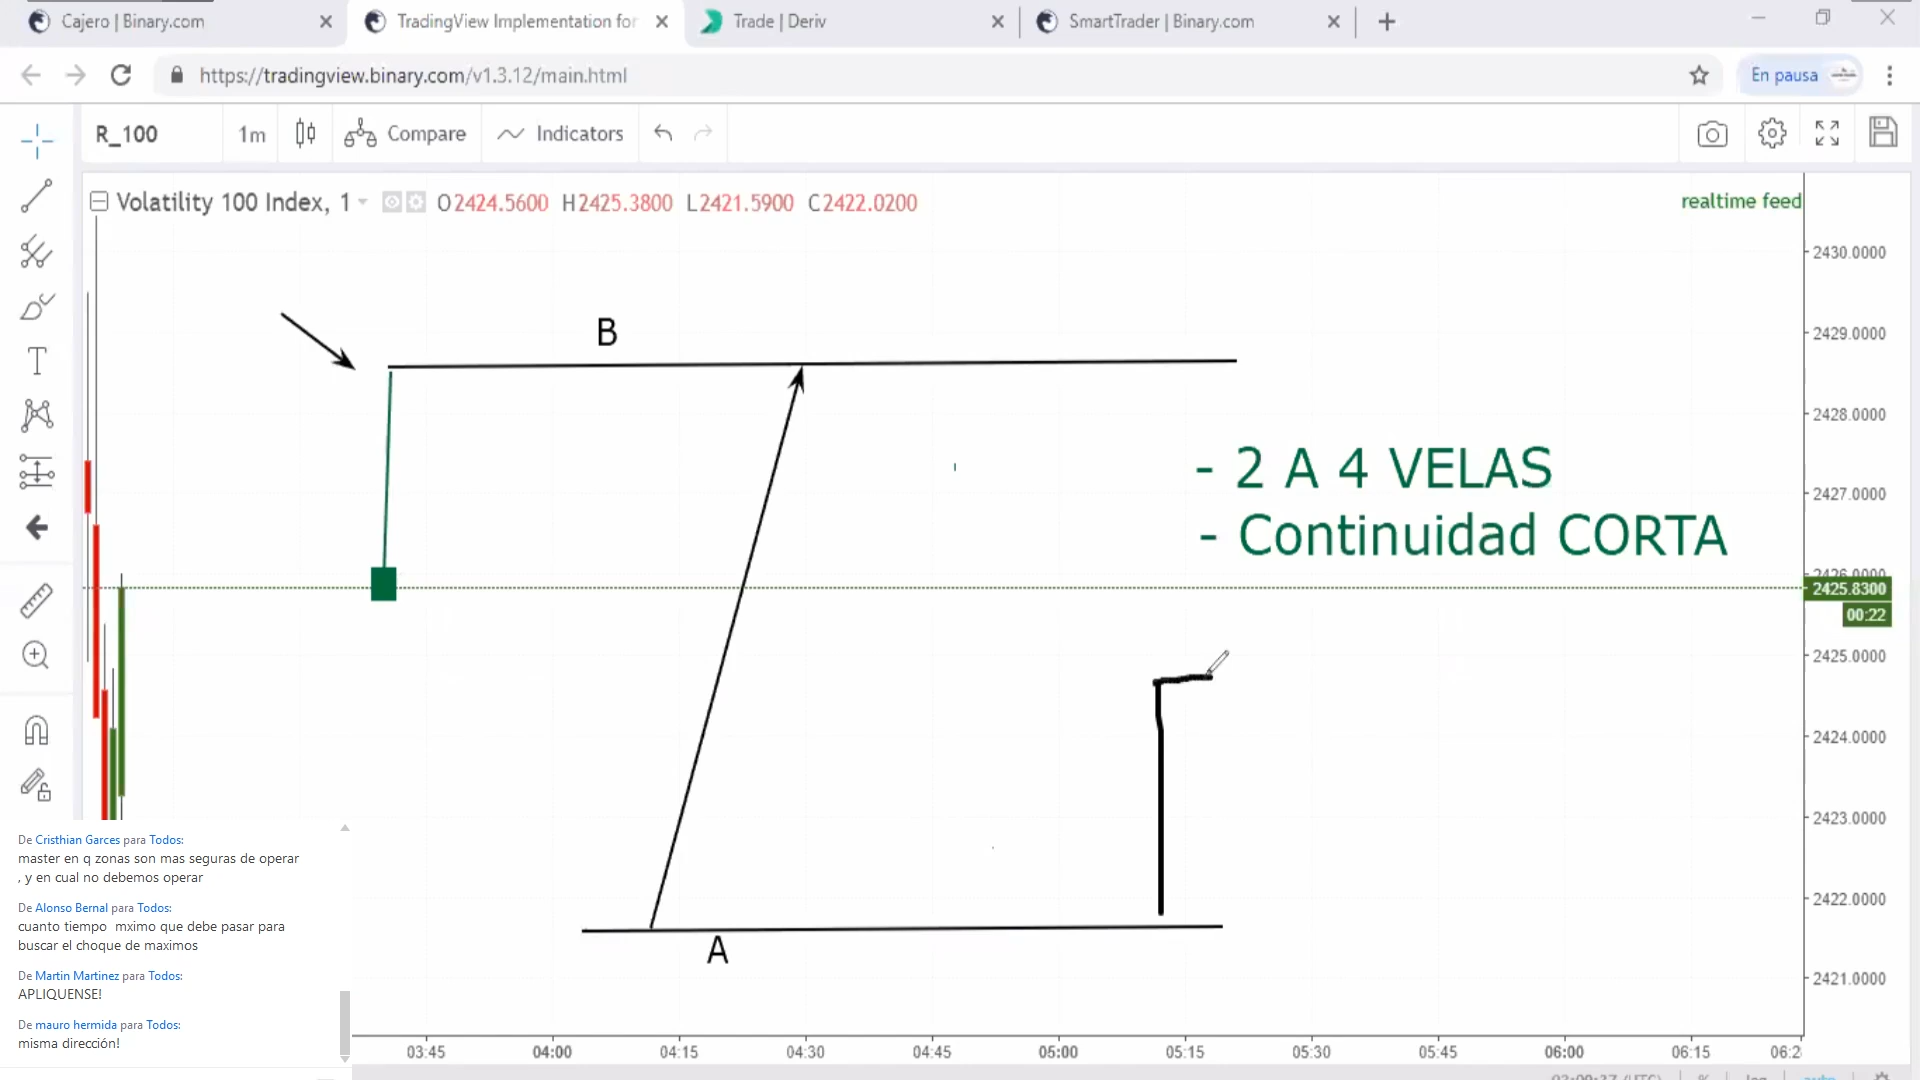 Cajero | Binary.com
TradingView Implementation for
Trade | Deriv
SmartTrader | Binary.com
https://tradingview.binary.com/v1.3.12/main.html
En pausa
R_100
1m
Compare
Indicators
Volatility 100 Index, 1
O2424.5600 H2425.3800 L2421.5900 C2422.0200
realtime feed
2430.0000
2429.0000
2428.0000
2427.0000
2426.0000
2425.8300
00:22
2425.0000
2424.0000
2423.0000
2422.0000
2421.0000
B
- 2 A 4 VELAS
- Continuidad CORTA
A
De Cristhian Garces para Todos:
master en q zonas son mas seguras de operar
, y en cual no debemos operar
De Alonso Bernal para Todos:
cuanto tiempo mximo que debe pasar para
buscar el choque de maximos
De Martin Martinez para Todos:
APLIQUENSE!
De mauro hermida para Todos:
misma dirección!
03:45 04:00 04:15 04:30 04:45 05:00 05:15 05:30 05:45 06:00 06:15 06:2